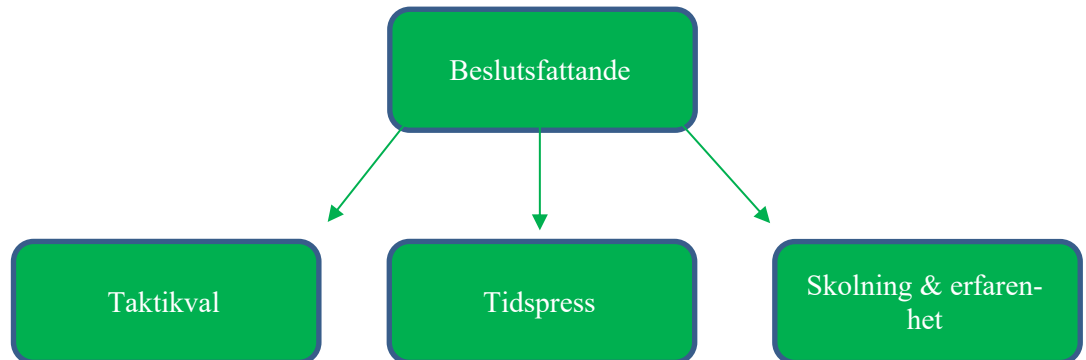 Beslutsfattande
Taktikval
Tidspress
Skolning & erfaren-
het